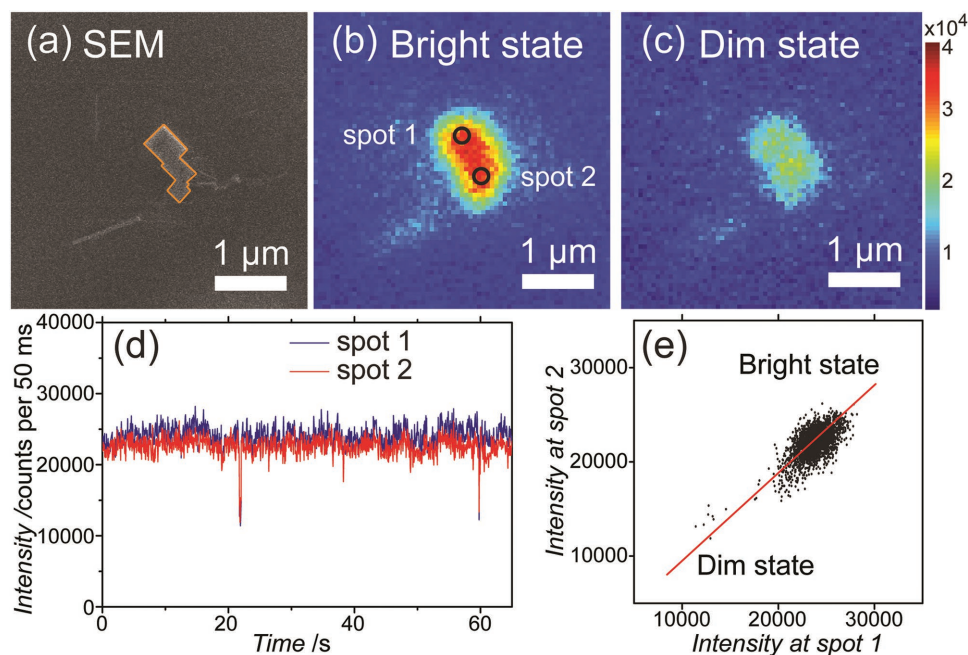 (a) SEM
(b) Bright state
(c) Dim state
x10⁴
4
3
2
1
spot 1
spot 2
1 µm
1 µm
1 µm
(d)
spot 1
spot 2
40000
30000
25000
20000
10000
0
0
20
40
60
Intensity /counts per 50 ms
Time /s
(e)
Bright state
Dim state
30000
20000
10000
10000
20000
30000
Intensity at spot 2
Intensity at spot 1